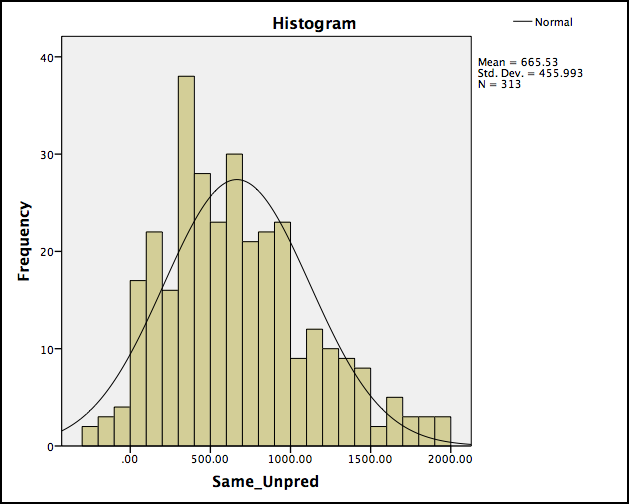 Histogram
Normal
Mean = 665.53
Std. Dev. = 455.993
N = 313
Frequency
40
30
20
10
0
.00 500.00 1000.00 1500.00 2000.00
Same_Unpred